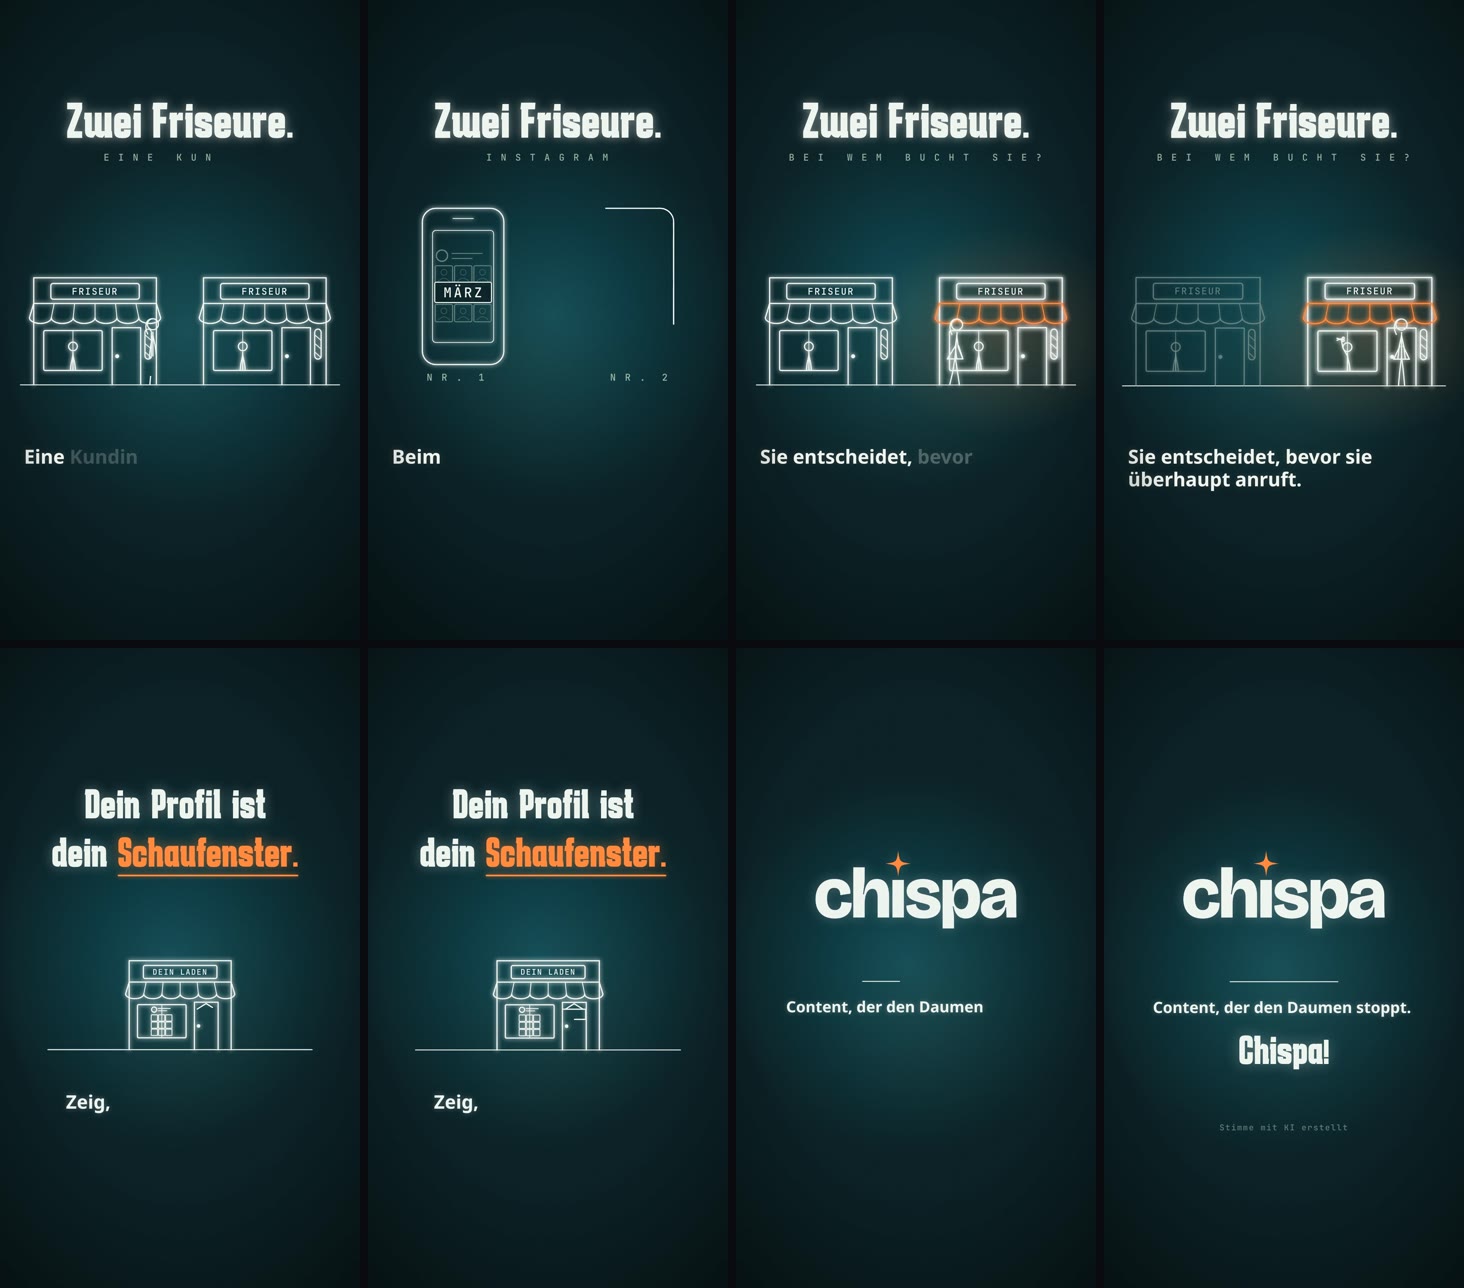 Zwei Friseure.
EINE KUN
FRISEUR
FRISEUR
Eine Kundin
Zwei Friseure.
INSTAGRAM
MÄRZ
NR. 1
NR. 2
Beim
Zwei Friseure.
BEI WEM BUCHT SIE?
FRISEUR
FRISEUR
Sie entscheidet, bevor
Zwei Friseure.
BEI WEM BUCHT SIE?
FRISEUR
FRISEUR
Sie entscheidet, bevor sie
überhaupt anruft.
Dein Profil ist
dein Schaufenster.
DEIN LADEN
Zeig,
Dein Profil ist
dein Schaufenster.
DEIN LADEN
Zeig,
chispa
Content, der den Daumen
chispa
Content, der den Daumen stoppt.
Chispa!
Stimme mit KI erstellt